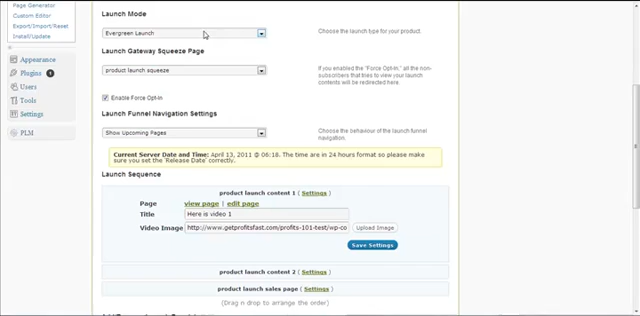 Page Generator
Custom Editor
Export/Import/Reset
Install/Update
Appearance
Plugins 1
Users
Tools
Settings
PLM
Launch Mode
Evergreen Launch
Choose the launch type for your product.
Launch Gateway Squeeze Page
product launch squeeze
If you enabled the "Force Opt-In," all the non-
subscribers that tries to view your launch
contents will be redirected here.
Enable Force Opt-In
Launch Funnel Navigation Settings
Show Upcoming Pages
Choose the behaviour of the launch funnel
navigation.
Current Server Date and Time: April 13, 2011 @ 06:18. The time are in 24 hours format so please
make sure you set the 'Release Date' correctly.
Launch Sequence
product launch content 1 ( Settings )
Page view page | edit page
Title Here is video 1
Video Image http://www.getprofitsfast.com/profits-101-test/wp-co Upload Image
Save Settings
product launch content 2 ( Settings )
product launch sales page ( Settings )
(Drag n drop to arrange the order)